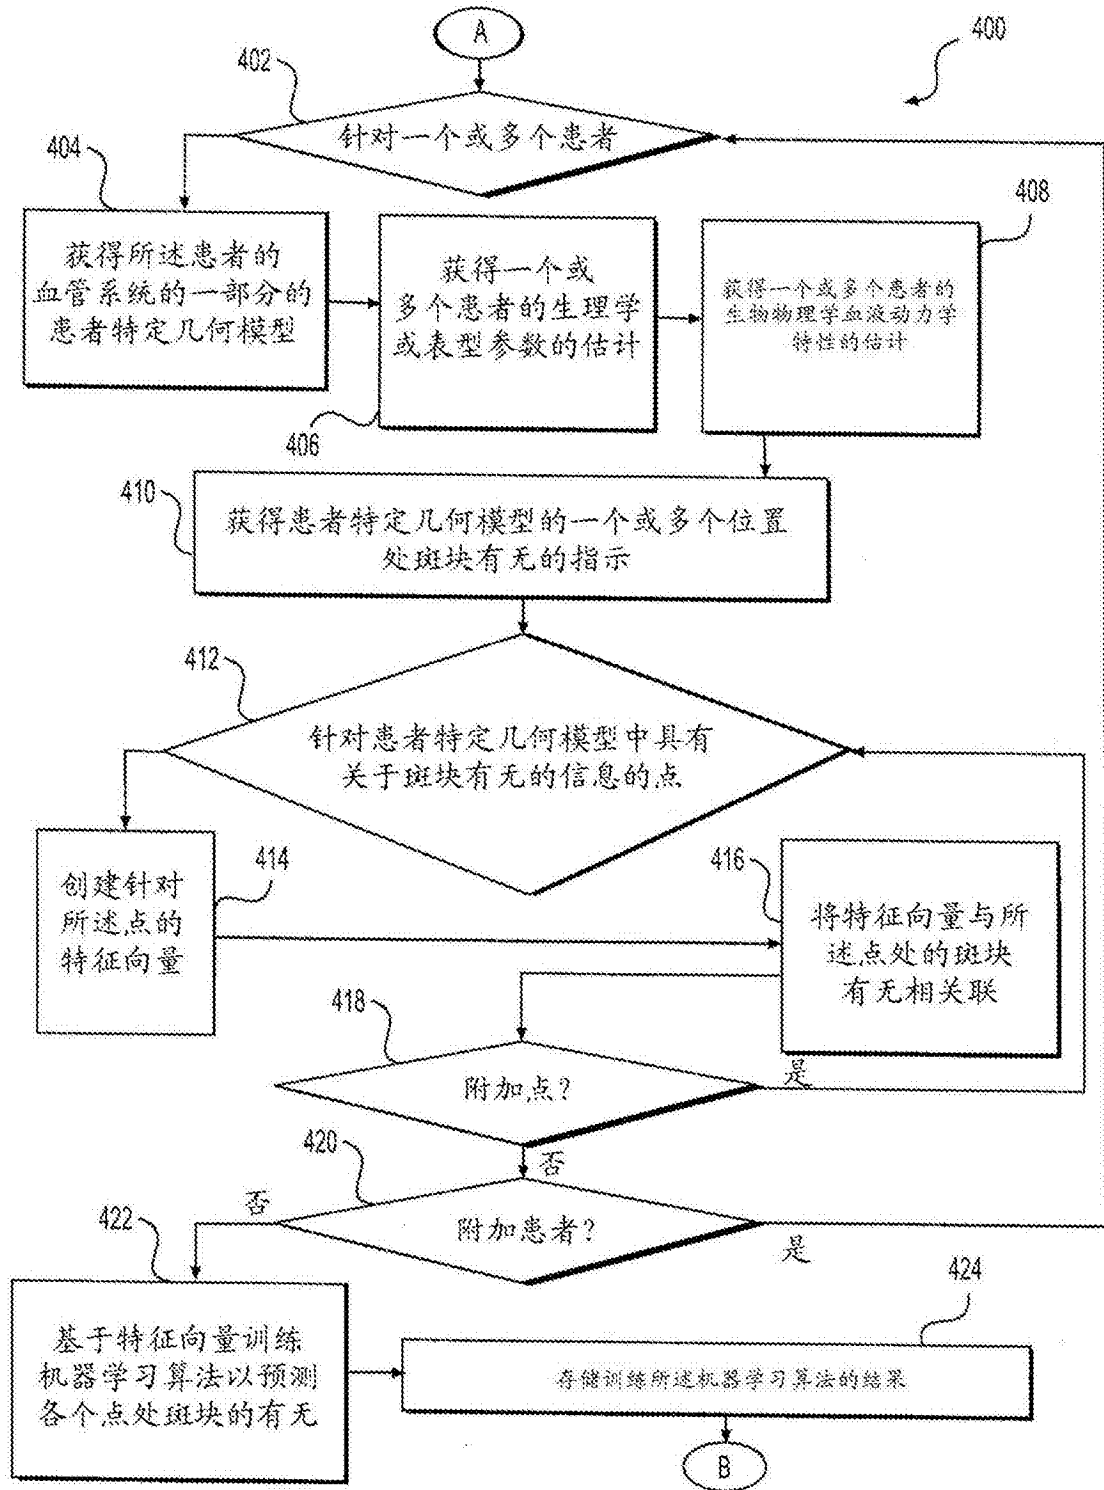 A
400
402
针对一个或多个患者
404
获得所述患者的
血管系统的一部分的
患者特定几何模型
获得一个或
多个患者的生理学
或表型参数的估计
406
408
获得一个或多个患者的
生物物理学血液动力学
特性的估计
410
获得患者特定几何模型的一个或多个位置
处斑块有无的指示
412
针对患者特定几何模型中具有
关于斑块有无的信息的点
414
创建针对
所述点的
特征向量
416
将特征向量与所
述点处的斑块
有无相关联
418
附加点?
是
否
420
附加患者?
否
是
422
基于特征向量训练
机器学习算法以预测
各个点处斑块的有无
424
存储训练所述机器学习算法的结果
B